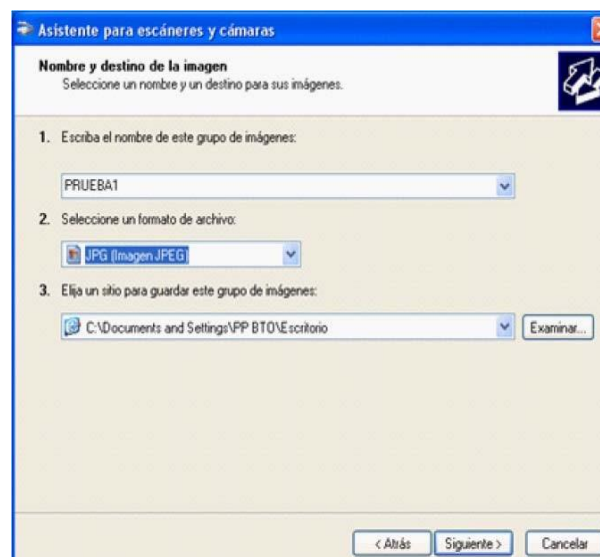 Asistente para escáneres y cámaras
Nombre y destino de la imagen
Seleccione un nombre y un destino para sus imágenes.
1. Escriba el nombre de este grupo de imágenes:
PRUEBA1
2. Seleccione un formato de archivo:
JPG (Imagen JPEG)
3. Elija un sitio para guardar este grupo de imágenes:
C:\Documents and Settings\PP BTO\Escritorio
Examinar...
< Atrás
Siguiente >
Cancelar